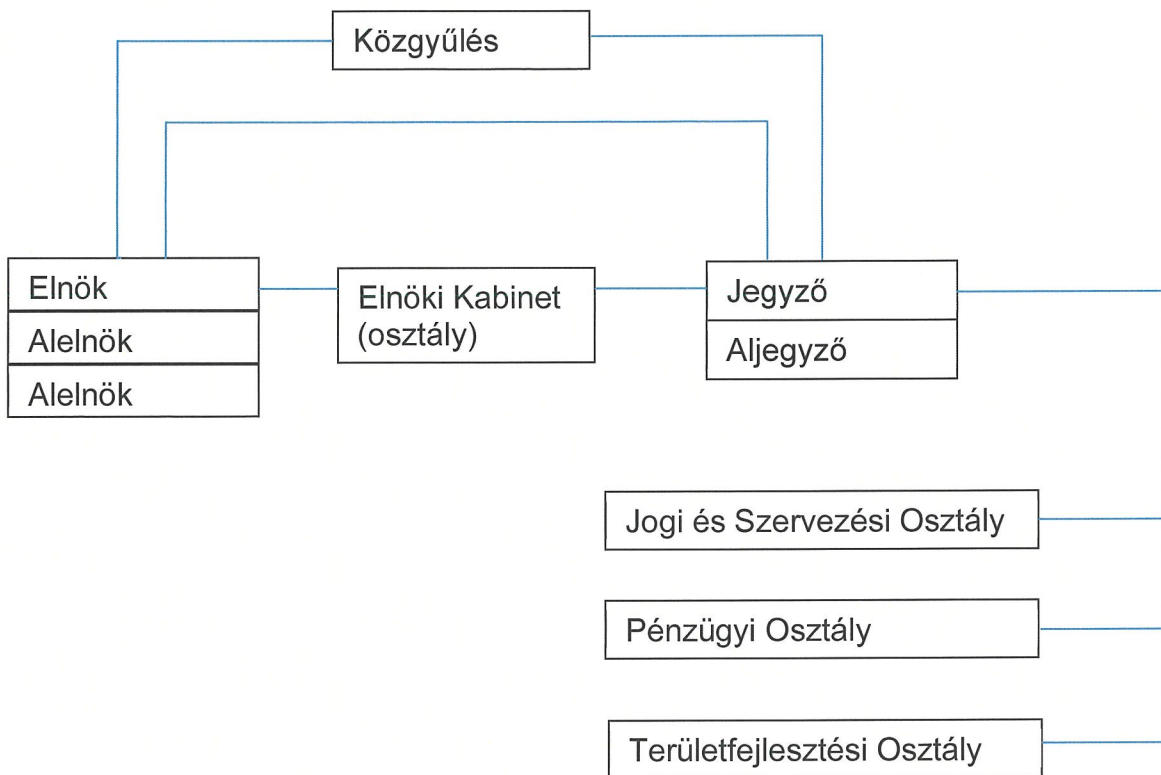 Közgyűlés
Elnök
Alelnök
Alelnök
Elnöki Kabinet
(osztály)
Jegyző
Aljegyző
Jogi és Szervezési Osztály
Pénzügyi Osztály
Területfejlesztési Osztály